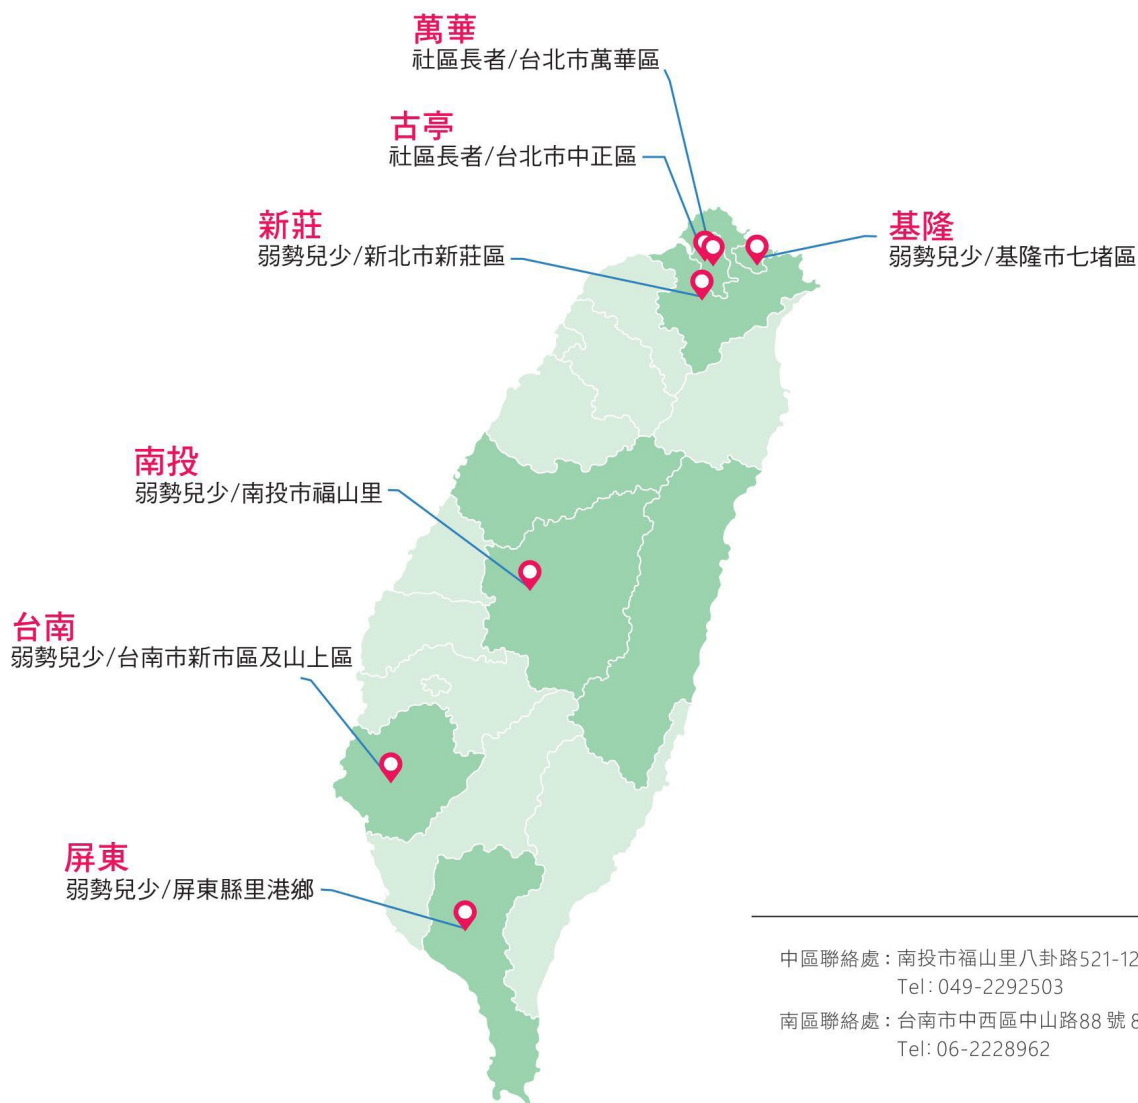 萬華
社區長者/台北市萬華區
古亭
社區長者/台北市中正區
新莊
弱勢兒少/新北市新莊區
基隆
弱勢兒少/基隆市七堵區
南投
弱勢兒少/南投市福山里
台南
弱勢兒少/台南市新市區及山上區
屏東
弱勢兒少/屏東縣里港鄉
中區聯絡處：南投市福山里八卦路521-12
Tel：049-2292503
南區聯絡處：台南市中西區中山路88 號 8
Tel：06-2228962